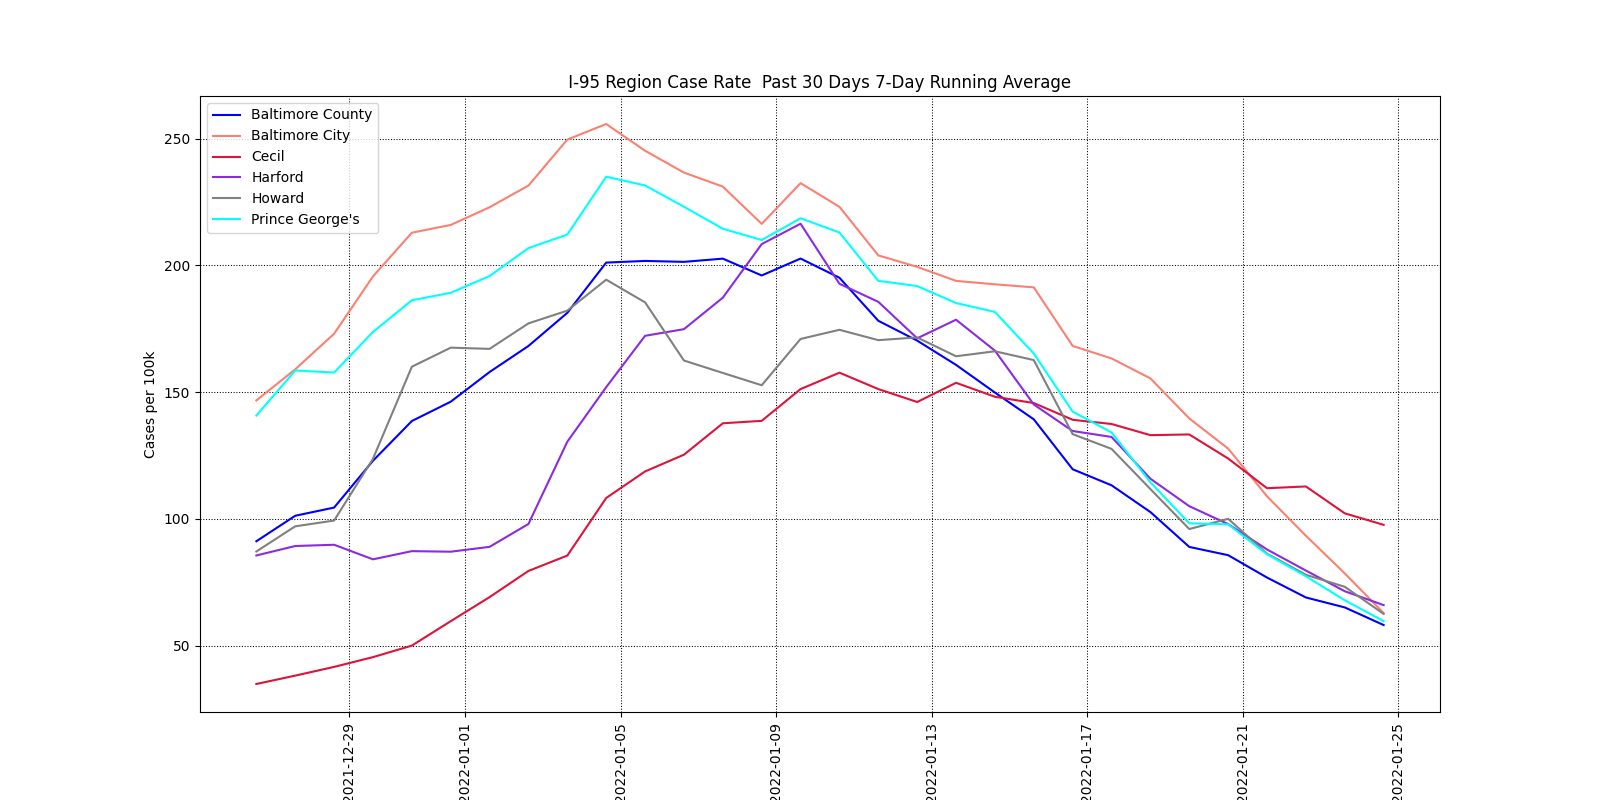 I-95 Region Case Rate  Past 30 Days 7-Day Running Average
Baltimore County
Baltimore City
Cecil
Harford
Howard
Prince George's
Cases per 100k
250
200
150
100
50
2021-12-29
2022-01-01
2022-01-05
2022-01-09
2022-01-13
2022-01-17
2022-01-21
2022-01-25